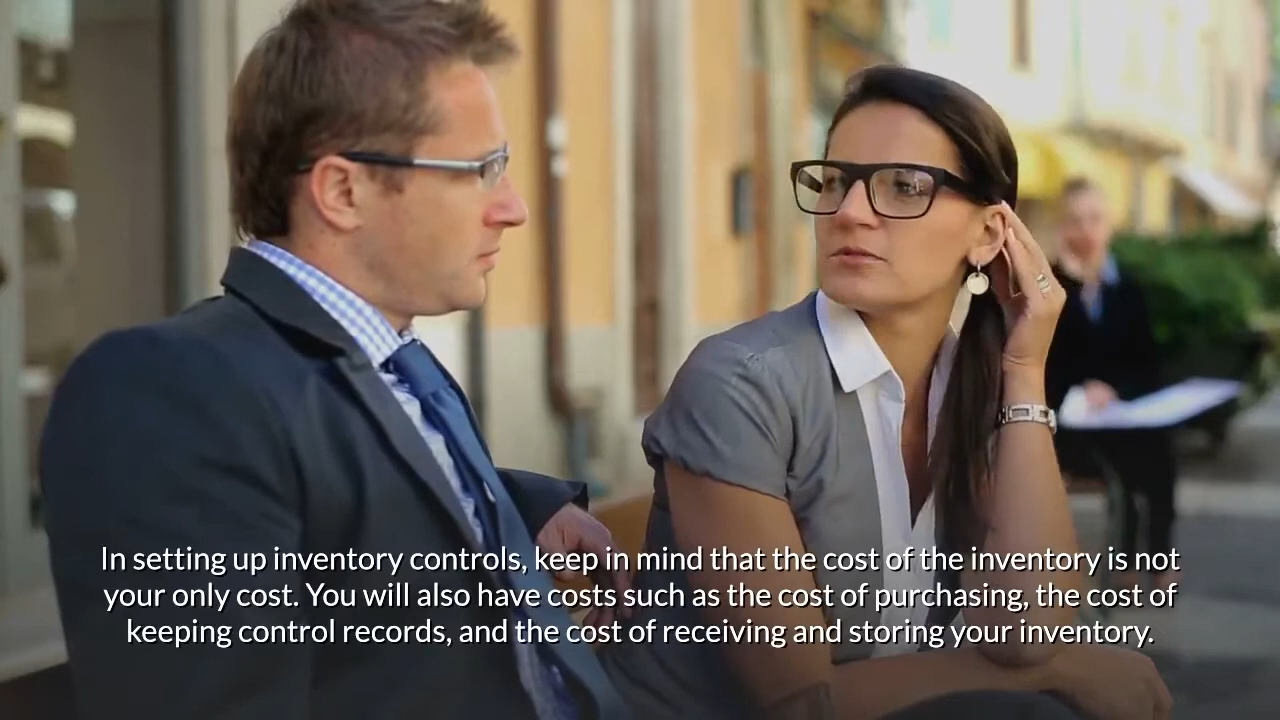 In setting up inventory controls, keep in mind that the cost of the inventory is not
your only cost. You will also have costs such as the cost of purchasing, the cost of
keeping control records, and the cost of receiving and storing your inventory.